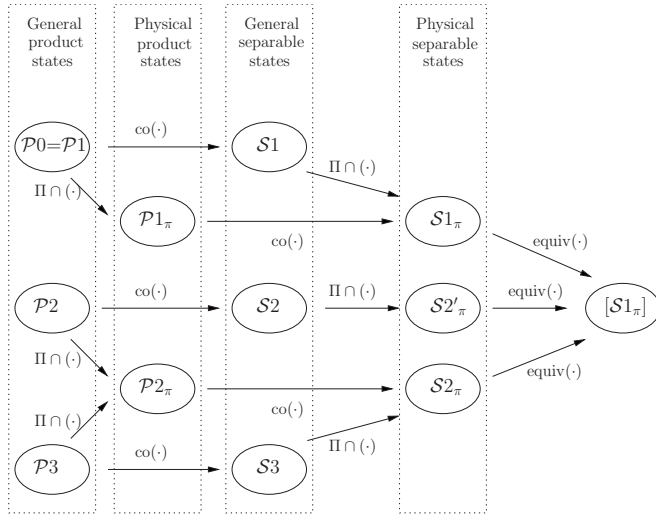 General
product
states
Physical
product
states
General
separable
states
Physical
separable
states
𝒫0=𝒫1
co(·)
𝒮1
Π ∩ (·)
Π ∩ (·)
𝒫1π
co(·)
𝒮1π
equiv(·)
𝒫2
co(·)
𝒮2
Π ∩ (·)
𝒮2′π
equiv(·)
[𝒮1π]
Π ∩ (·)
𝒫2π
co(·)
𝒮2π
equiv(·)
Π ∩ (·)
𝒫3
co(·)
𝒮3
Π ∩ (·)